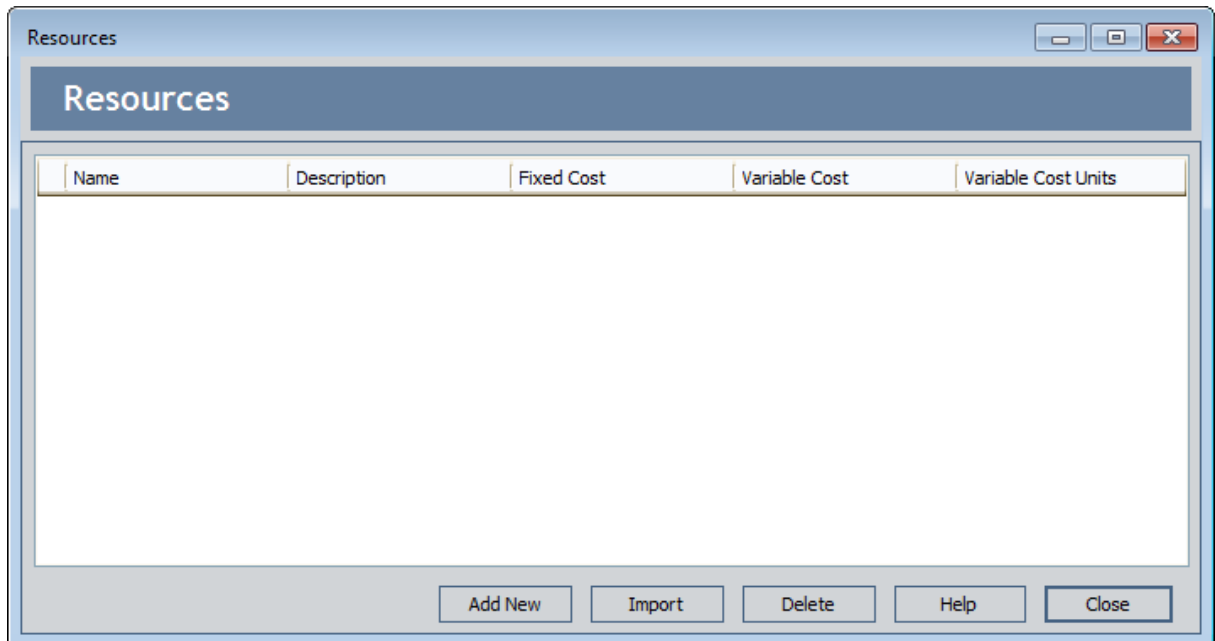 Resources
Resources
Name Description Fixed Cost Variable Cost Variable Cost Units
Add New Import Delete Help Close